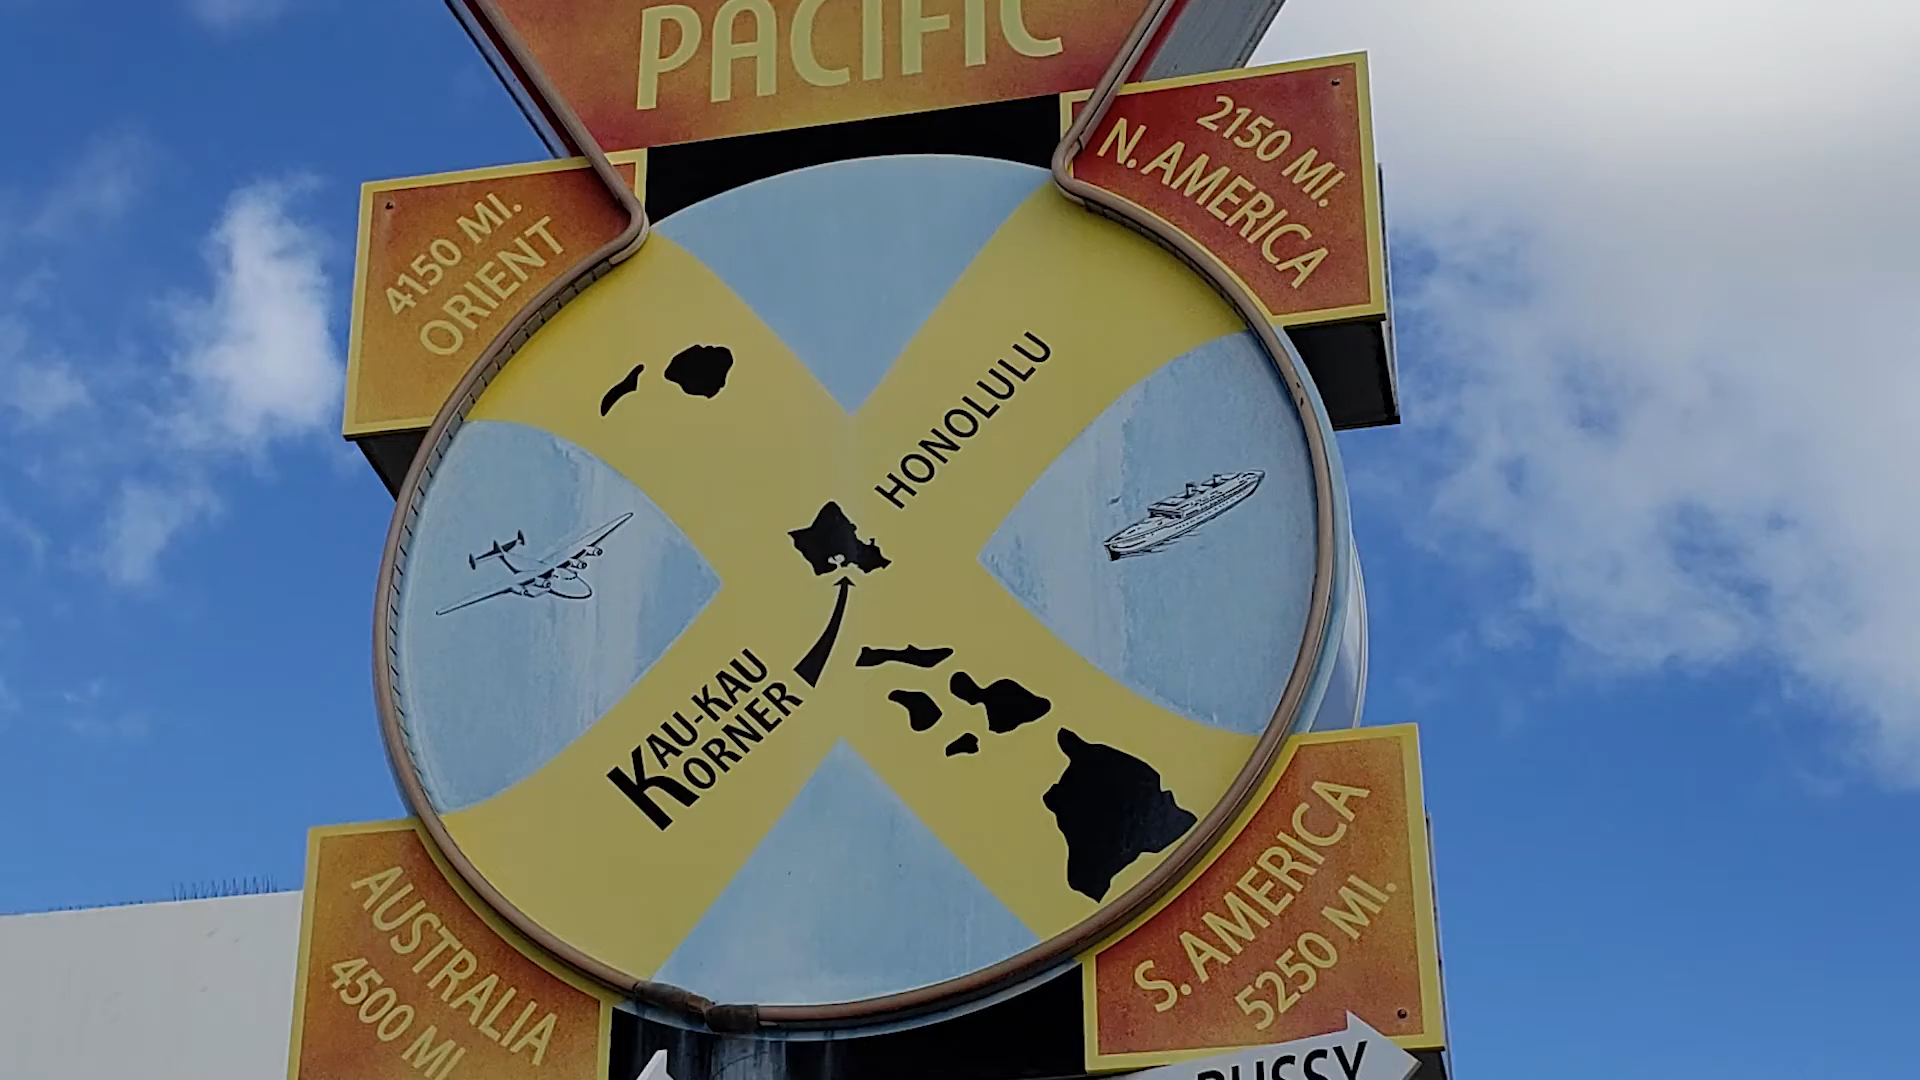 PACIFIC
4150 MI.
ORIENT
2150 MI.
N. AMERICA
HONOLULU
KAU-KAU
KORNER
AUSTRALIA
4500 MI.
S. AMERICA
5250 MI.